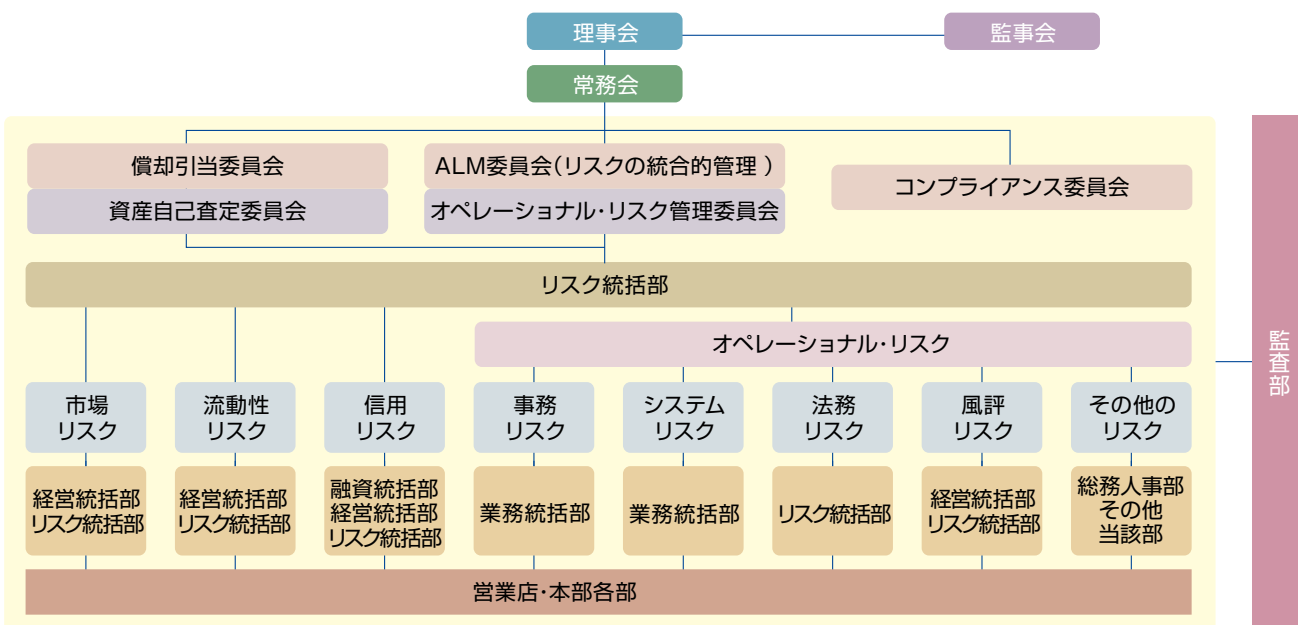 理事会
監事会
常務会
償却引当委員会
ALM委員会(リスクの統合的管理 )
コンプライアンス委員会
資産自己査定委員会
オペレーショナル・リスク管理委員会
リスク統括部
オペレーショナル・リスク
市場
リスク
流動性
リスク
信用
リスク
事務
リスク
システム
リスク
法務
リスク
風評
リスク
その他の
リスク
経営統括部
リスク統括部
経営統括部
リスク統括部
融資統括部
経営統括部
リスク統括部
業務統括部
業務統括部
リスク統括部
経営統括部
リスク統括部
総務人事部
その他
当該部
営業店・本部各部
監査部